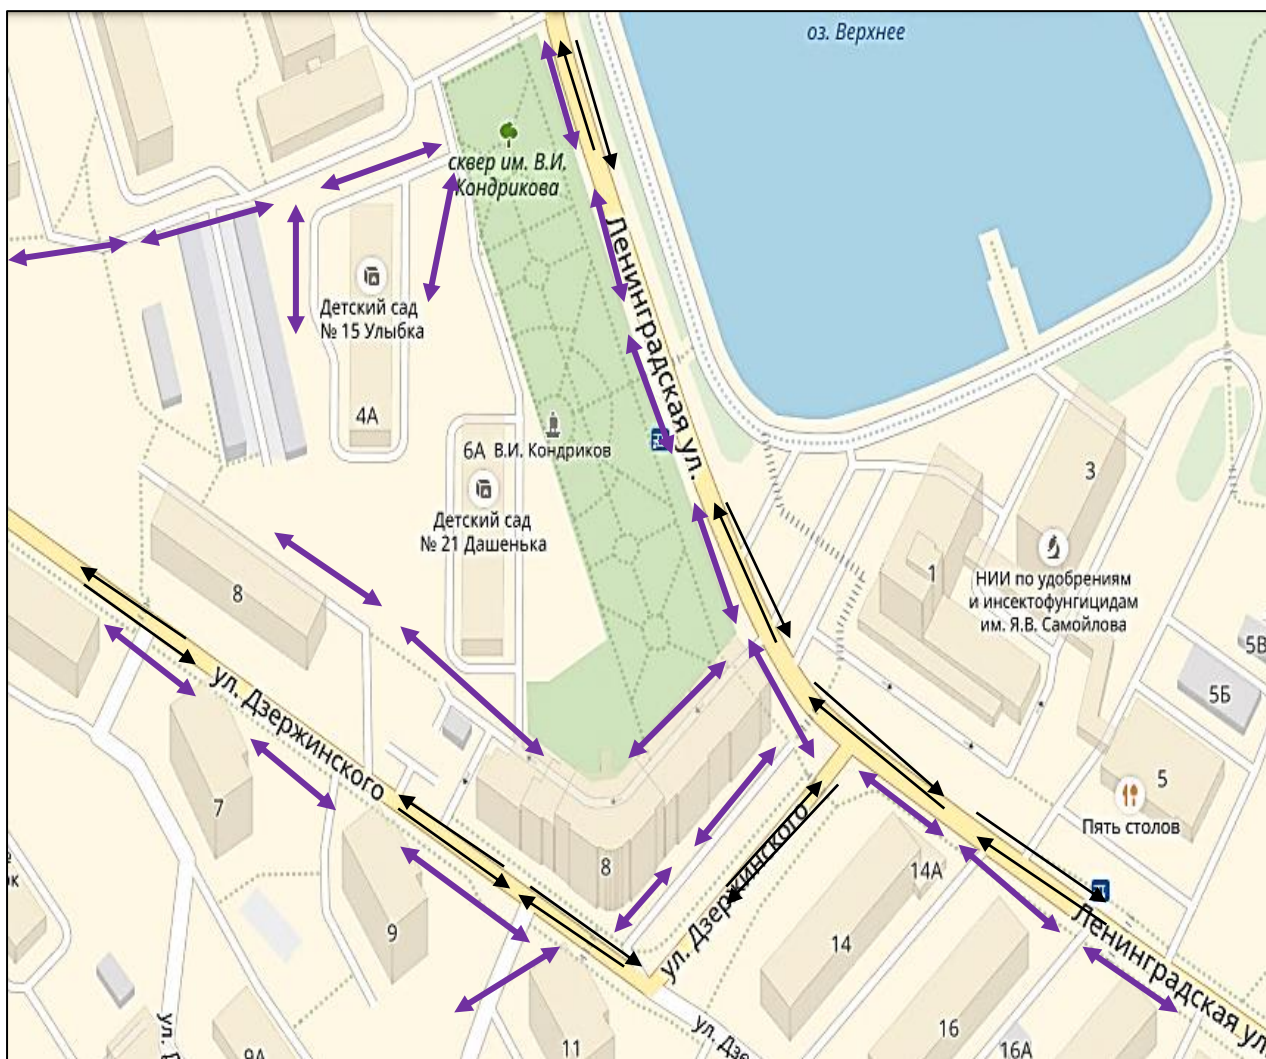 оз. Верхнее
сквер им. В.И.
Кондрикова
Ленинградская ул.
Детский сад
№ 15 Улыбка
4А
6А
В.И. Кондриков
Детский сад
№ 21 Дашенька
3
1
НИИ по удобрениям
и инсектофунгицидам
им. Я.В. Самойлова
8
5В
5Б
ул. Дзержинского
7
5
Пять столов
8
14А
ок
ул. Дзержинского
9
14
Ленинградская ул.
16
ул. Дзе
11
9А
16А